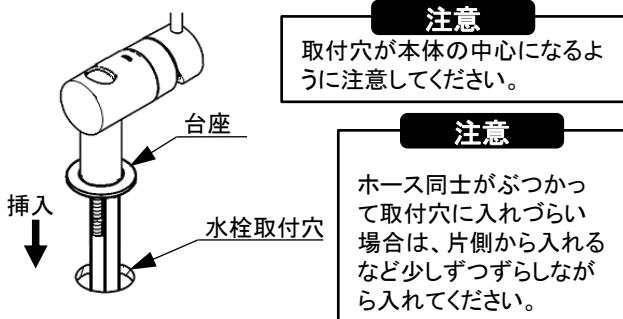 注意
取付穴が本体の中心になるよ
うに注意してください。
台座
注意
挿入
水栓取付穴
ホース同士がぶつかっ
て取付穴に入れづらい
場合は、片側から入れる
など少しずつずらしなが
ら入れてください。